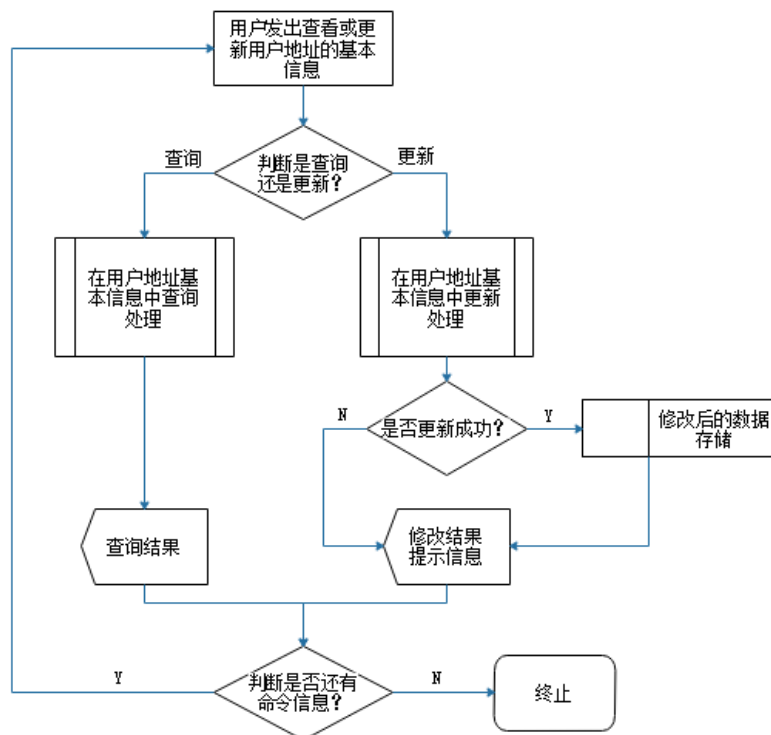 用户发出查看或更
新用户地址的基本
信息
查询
判断是查询
还是更新？
更新
在用户地址基
本信息中查询
处理
在用户地址基
本信息中更新
处理
N
是否更新成功？
Y
修改后的数据
存储
查询结果
修改结果
提示信息
Y
判断是否还有
命令信息？
N
终止